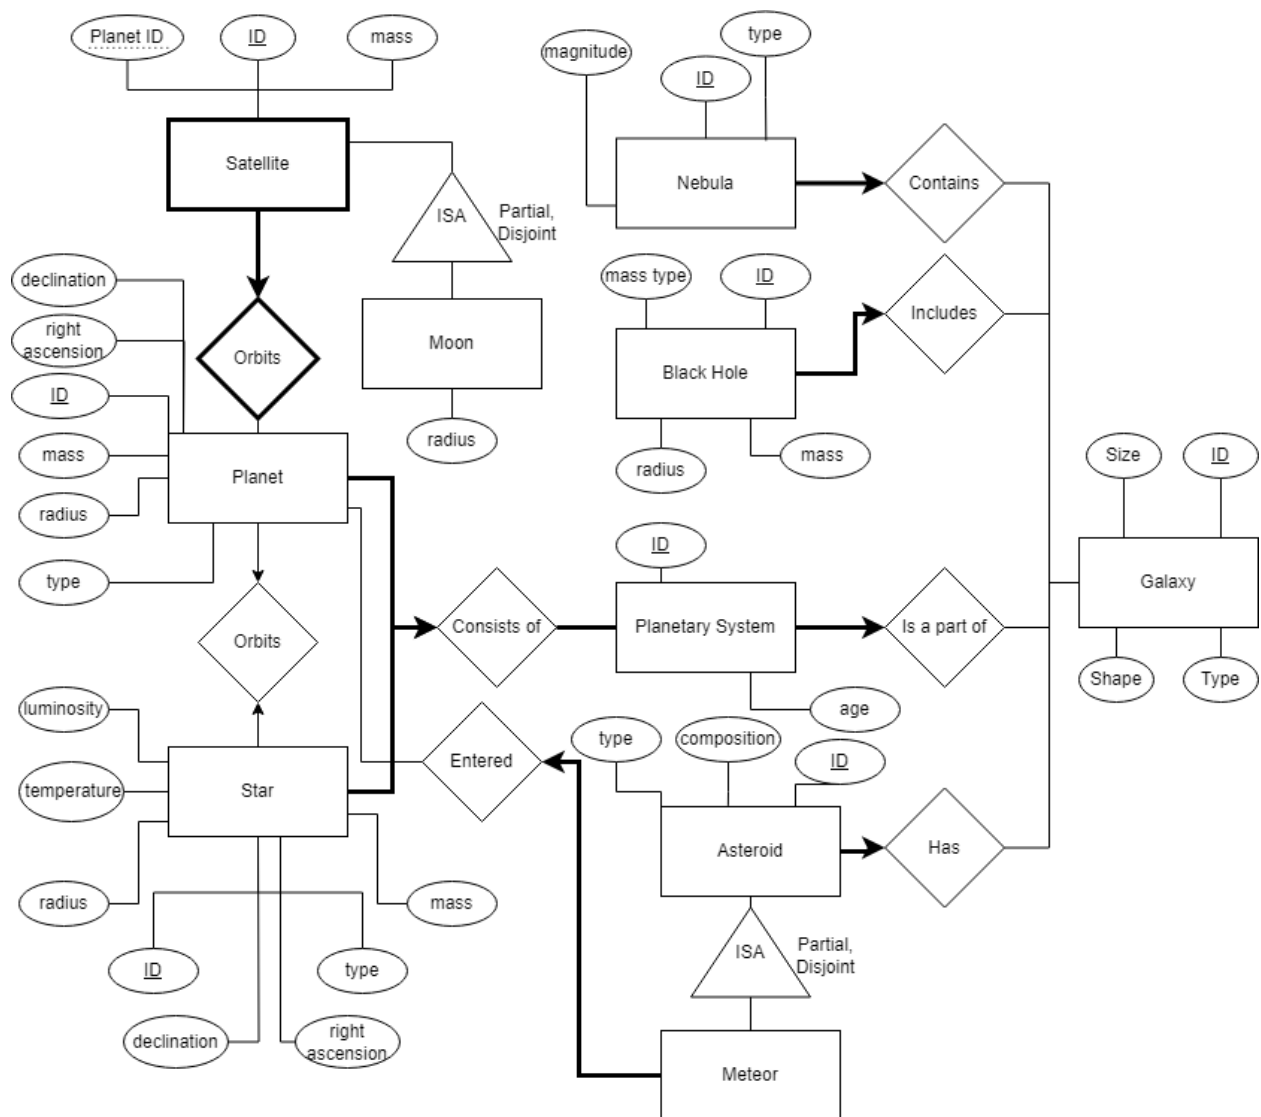 Planet ID
ID
mass
type
magnitude
ID
Satellite
Nebula
Contains
ISA
Partial,
Disjoint
declination
mass type
ID
right
ascension
Includes
Orbits
Moon
Black Hole
ID
radius
mass
mass
radius
Size
ID
Planet
radius
ID
type
Galaxy
Orbits
Consists of
Planetary System
Is a part of
Shape
Type
luminosity
age
type
composition
ID
Entered
temperature
Star
Asteroid
Has
radius
mass
ISA
Partial,
Disjoint
ID
type
declination
right
ascension
Meteor